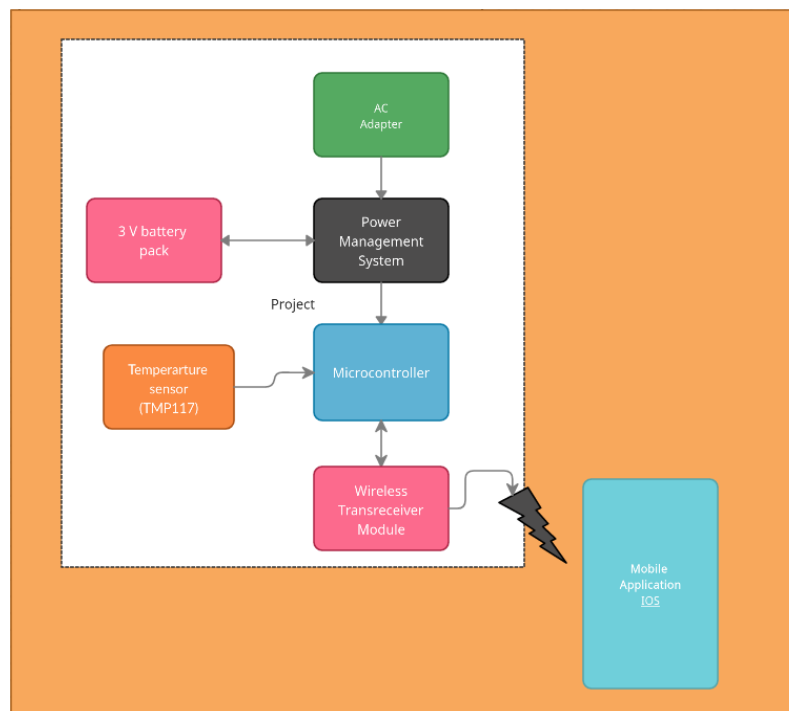 AC
Adapter
3 V battery
pack
Power
Management
System
Project
Temperarture
sensor
(TMP117)
Microcontroller
Wireless
Transreceiver
Module
Mobile
Application
IOS